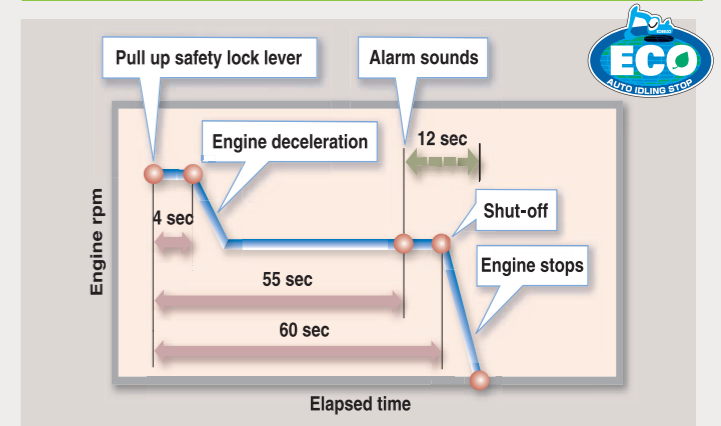 Pull up safety lock lever
Alarm sounds
KOBELCO
ECO
AUTO IDLING STOP
Engine deceleration
12 sec
4 sec
Shut-off
Engine stops
55 sec
60 sec
Engine rpm
Elapsed time